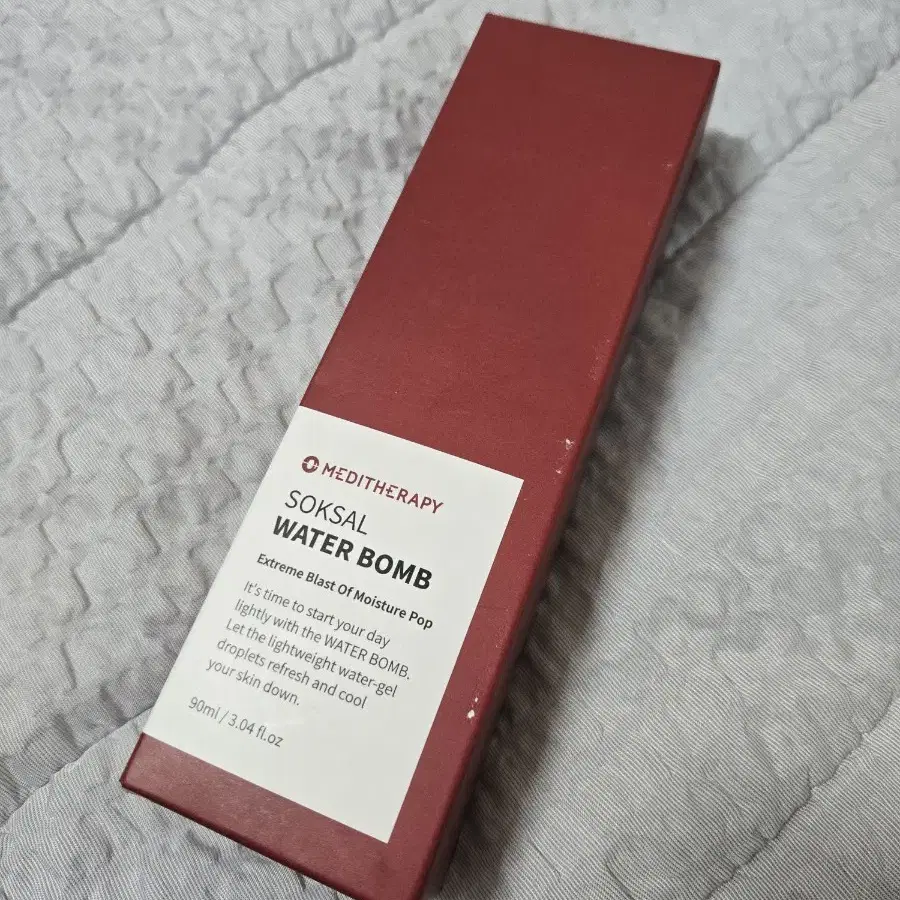 MEDITHERAPY
SOKSAL
WATER BOMB
Extreme Blast Of Moisture Pop
It's time to start your day
lightly with the WATER BOMB.
Let the lightweight water-gel
droplets refresh and cool
your skin down.
90ml / 3.04 fl.oz